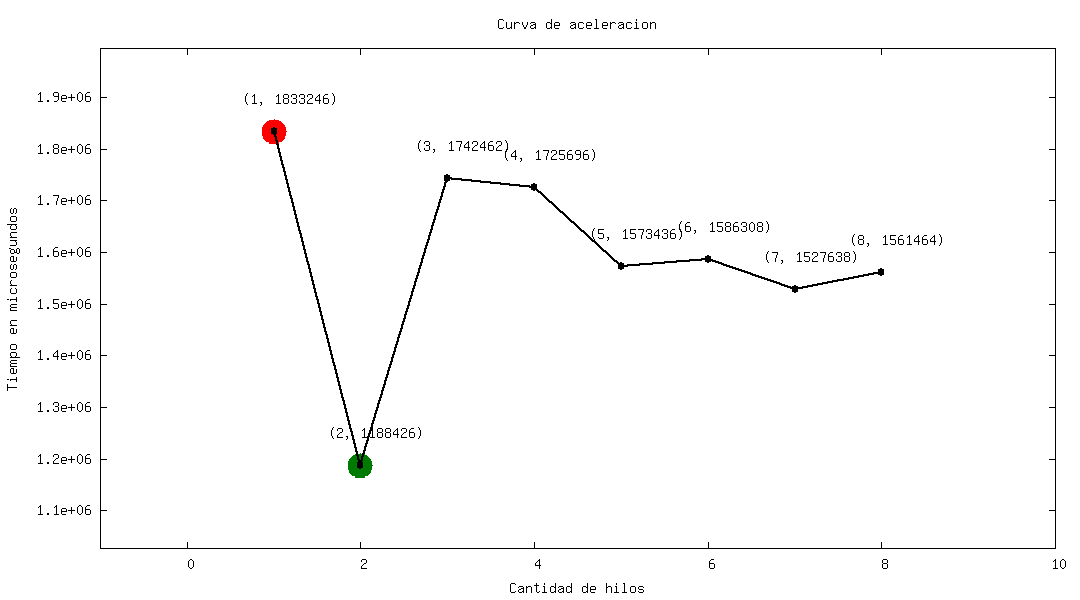 Curva de aceleracion
(1, 1833246)
1.9e+06
1.8e+06
(3, 1742462)
(4, 1725696)
1.7e+06
(5, 1573436)
(6, 1586308)
(8, 1561464)
1.6e+06
(7, 1527638)
1.5e+06
1.4e+06
1.3e+06
(2, 1188426)
1.2e+06
1.1e+06
Tiempo en microsegundos
0 2 4 6 8 10
Cantidad de hilos